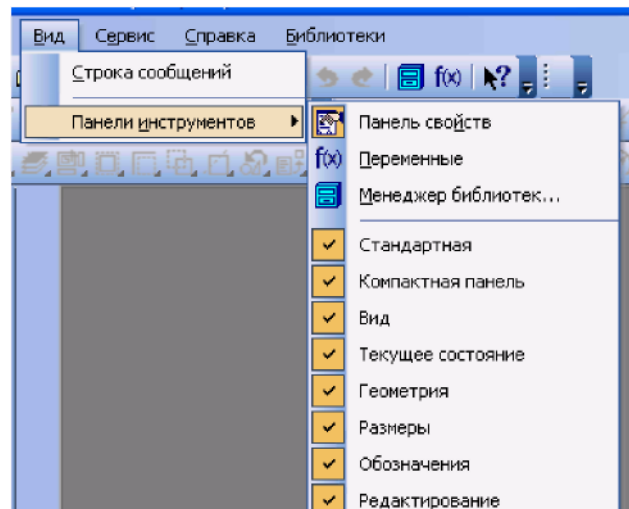 Вид Сервис Справка Библиотеки
Строка сообщений
f(x)
Панели инструментов
Панель свойств
f(x) Переменные
Менеджер библиотек...
Стандартная
Компактная панель
Вид
Текущее состояние
Геометрия
Размеры
Обозначения
Редактирование